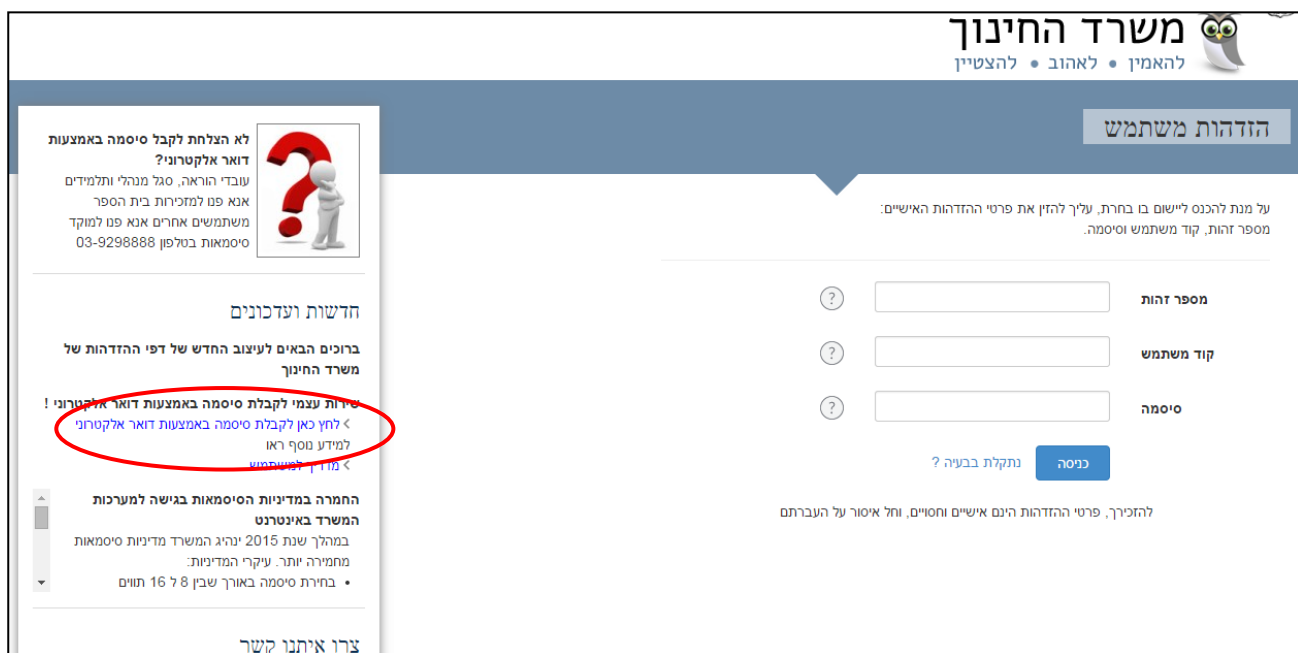 משרד החינוך
להאמין • לאהוב • להצטיין
הזדהות משתמש
על מנת להכנס ליישום בו בחרת, עליך להזין את פרטי ההזדהות האישיים:
מספר זהות, קוד משתמש וסיסמה.
מספר זהות
?
קוד משתמש
?
סיסמה
?
כניסה
נתקלת בבעיה ?
להזכירך, פרטי ההזדהות הינם אישיים וחסויים, וחל איסור על העברתם
לא הצלחת לקבל סיסמה באמצעות
דואר אלקטרוני?
עובדי הוראה, סגל מנהלי ותלמידים
אנא פנו למזכירות בית הספר
משתמשים אחרים אנא פנו למוקד
סיסמאות בטלפון 03-9298888
חדשות ועדכונים
ברוכים הבאים לעיצוב החדש של דפי ההזדהות של
משרד החינוך
שירות עצמי לקבלת סיסמה באמצעות דואר אלקטרוני !
לחץ כאן לקבלת סיסמה באמצעות דואר אלקטרוני
למידע נוסף ראו
מדריך למשתמש
החמרה במדיניות הסיסמאות בגישה למערכות
המשרד באינטרנט
במהלך שנת 2015 ינהיג המשרד מדיניות סיסמאות
מחמירה יותר. עיקרי המדיניות:
• בחירת סיסמה באורך שבין 8 ל 16 תווים
צרו איתנו קשר